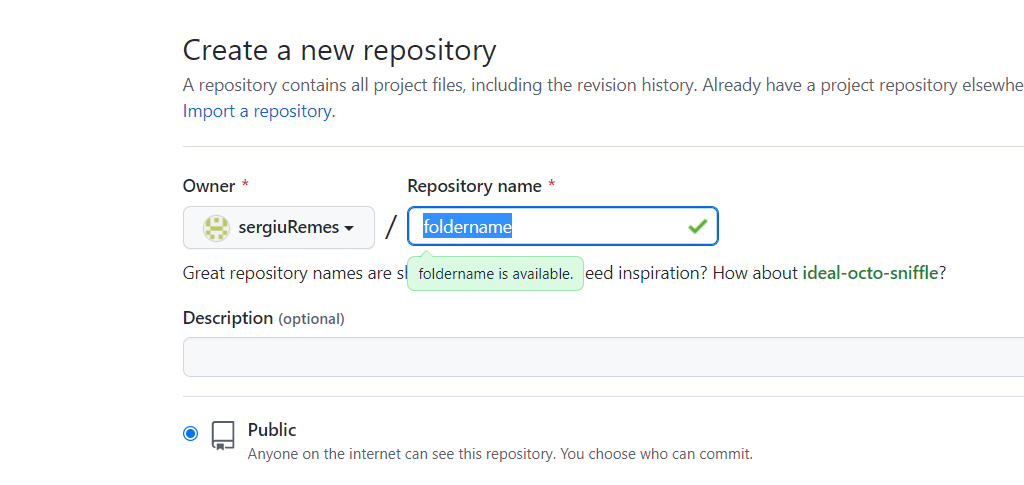 Create a new repository
A repository contains all project files, including the revision history. Already have a project repository elsewhe
Import a repository.
Owner * Repository name *
sergiuRemes / foldername
Great repository names are sh eed inspiration? How about ideal-octo-sniffle?
foldername is available.
Description (optional)
Public
Anyone on the internet can see this repository. You choose who can commit.